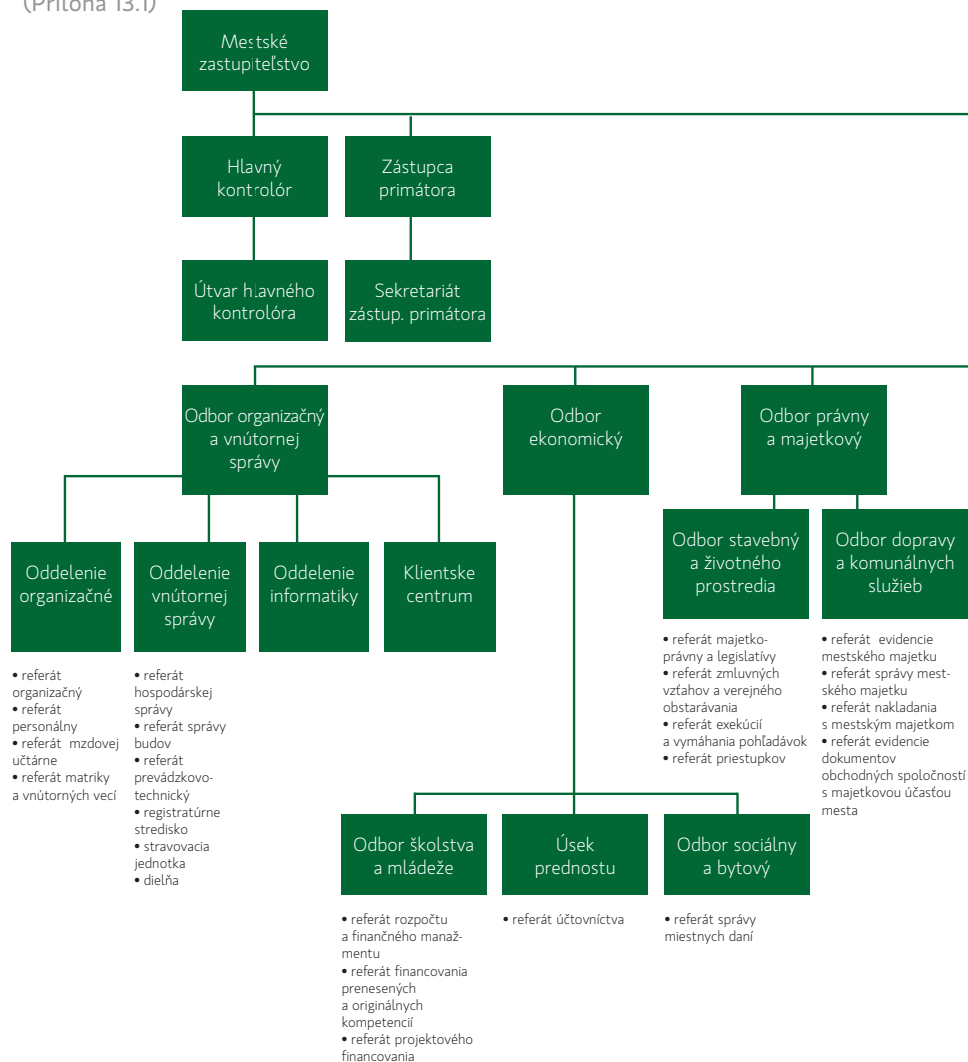 (Príloha 13.1)
Mestské
zastupiteľstvo
Hlavný
kontrolór
Zástupca
primátora
Útvar hlavného
kontrolóra
Sekretariát
zástup. primátora
Odbor organizačný
a vnútornej
správy
Odbor
ekonomický
Odbor právny
a majetkový
Oddelenie
organizačné
Oddelenie
vnútornej
správy
Oddelenie
informatiky
Klientske
centrum
Odbor stavebný
a životného
prostredia
Odbor dopravy
a komunálnych
služieb
• referát
organizačný
• referát
personálny
• referát mzdovej
učtárne
• referát matriky
a vnútorných vecí
• referát
hospodárskej
správy
• referát správy
budov
• referát
prevádzkovo-
technický
• registratúrne
stredisko
• stravovacia
jednotka
• dielňa
• referát majetko-
právny a legislatívy
• referát zmluvných
vzťahov a verejného
obstarávania
• referát exekúcií
a vymáhania pohľadávok
• referát priestupkov
• referát evidencie
mestského majetku
• referát správy mest-
ského majetku
• referát nakladania
s mestským majetkom
• referát evidencie
dokumentov
obchodných spoločností
s majetkovou účasťou
mesta
Odbor školstva
a mládeže
Úsek
prednostu
Odbor sociálny
a bytový
• referát rozpočtu
a finančného manaž-
mentu
• referát financovania
prenesených
a originálnych
kompetencií
• referát projektového
financovania
• referát účtovníctva
• referát správy
miestnych daní